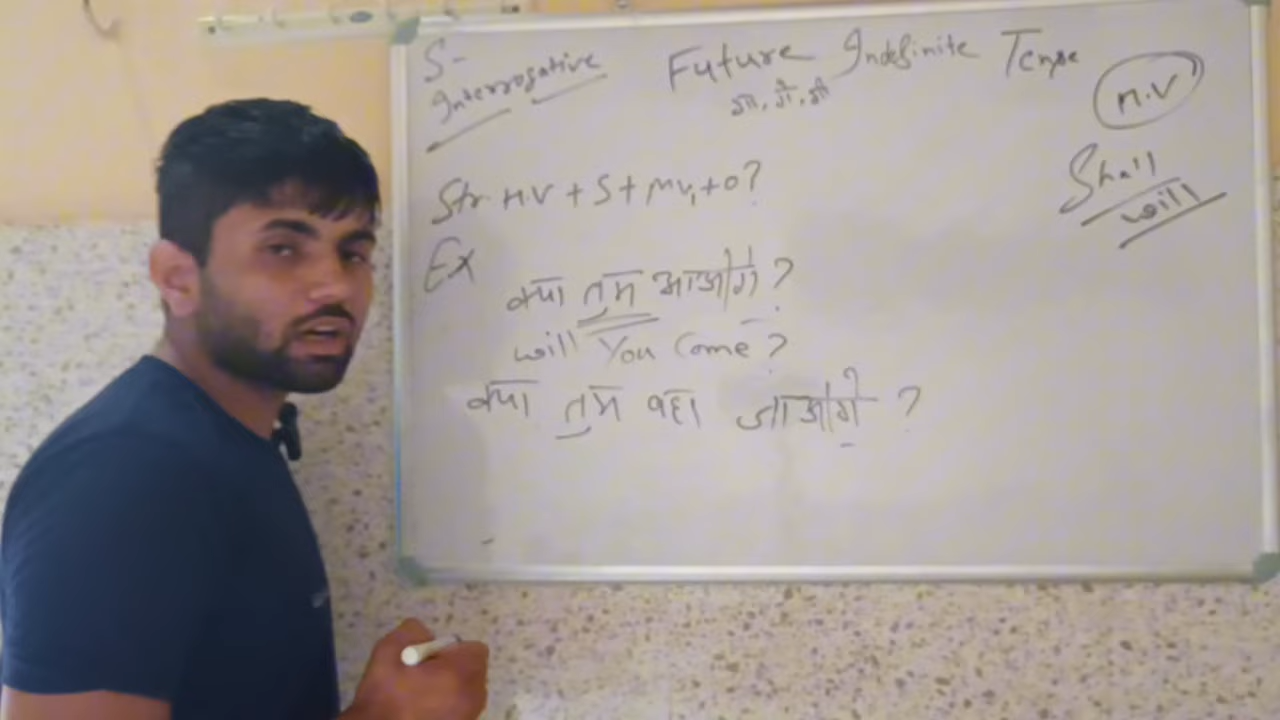 S-
Interrogative
Future Indefinite Tense
गा, गे, गी
H.V
Shall
will
Str. H.V + S + MV₁ + O?
Ex
क्या तुम आओगे ?
will You Come ?
क्या तुम वहा जाओगे ?